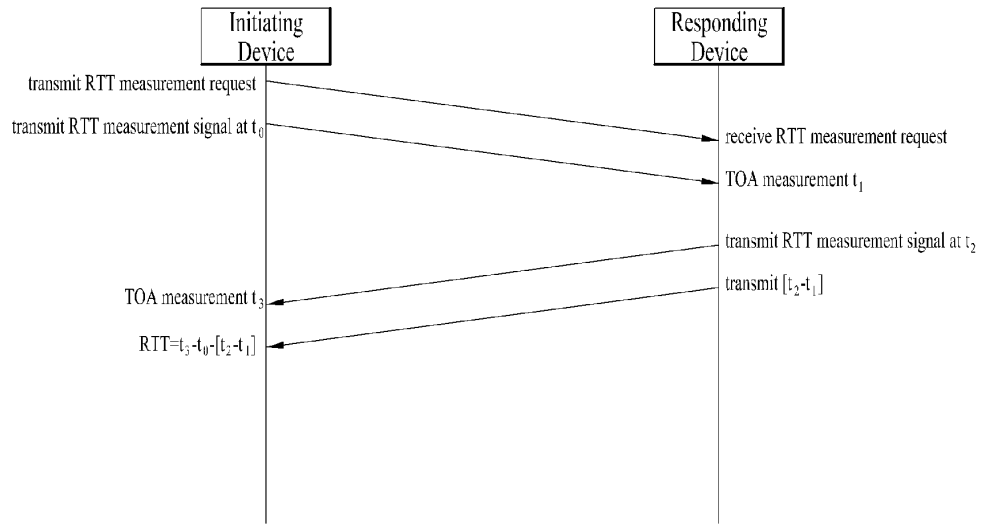 Initiating
Device
Responding
Device
transmit RTT measurement request
transmit RTT measurement signal at t₀
receive RTT measurement request
TOA measurement t₁
transmit RTT measurement signal at t₂
transmit [t₂-t₁]
TOA measurement t₃
RTT=t₃-t₀-[t₂-t₁]